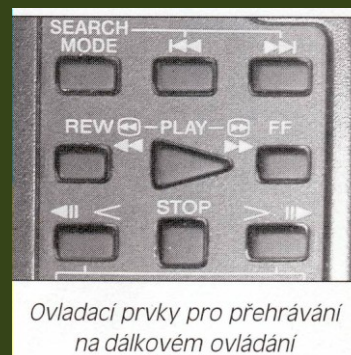 SEARCH
MODE
REW PLAY FF
STOP
Ovladací prvky pro přehrávání
na dálkovém ovládání